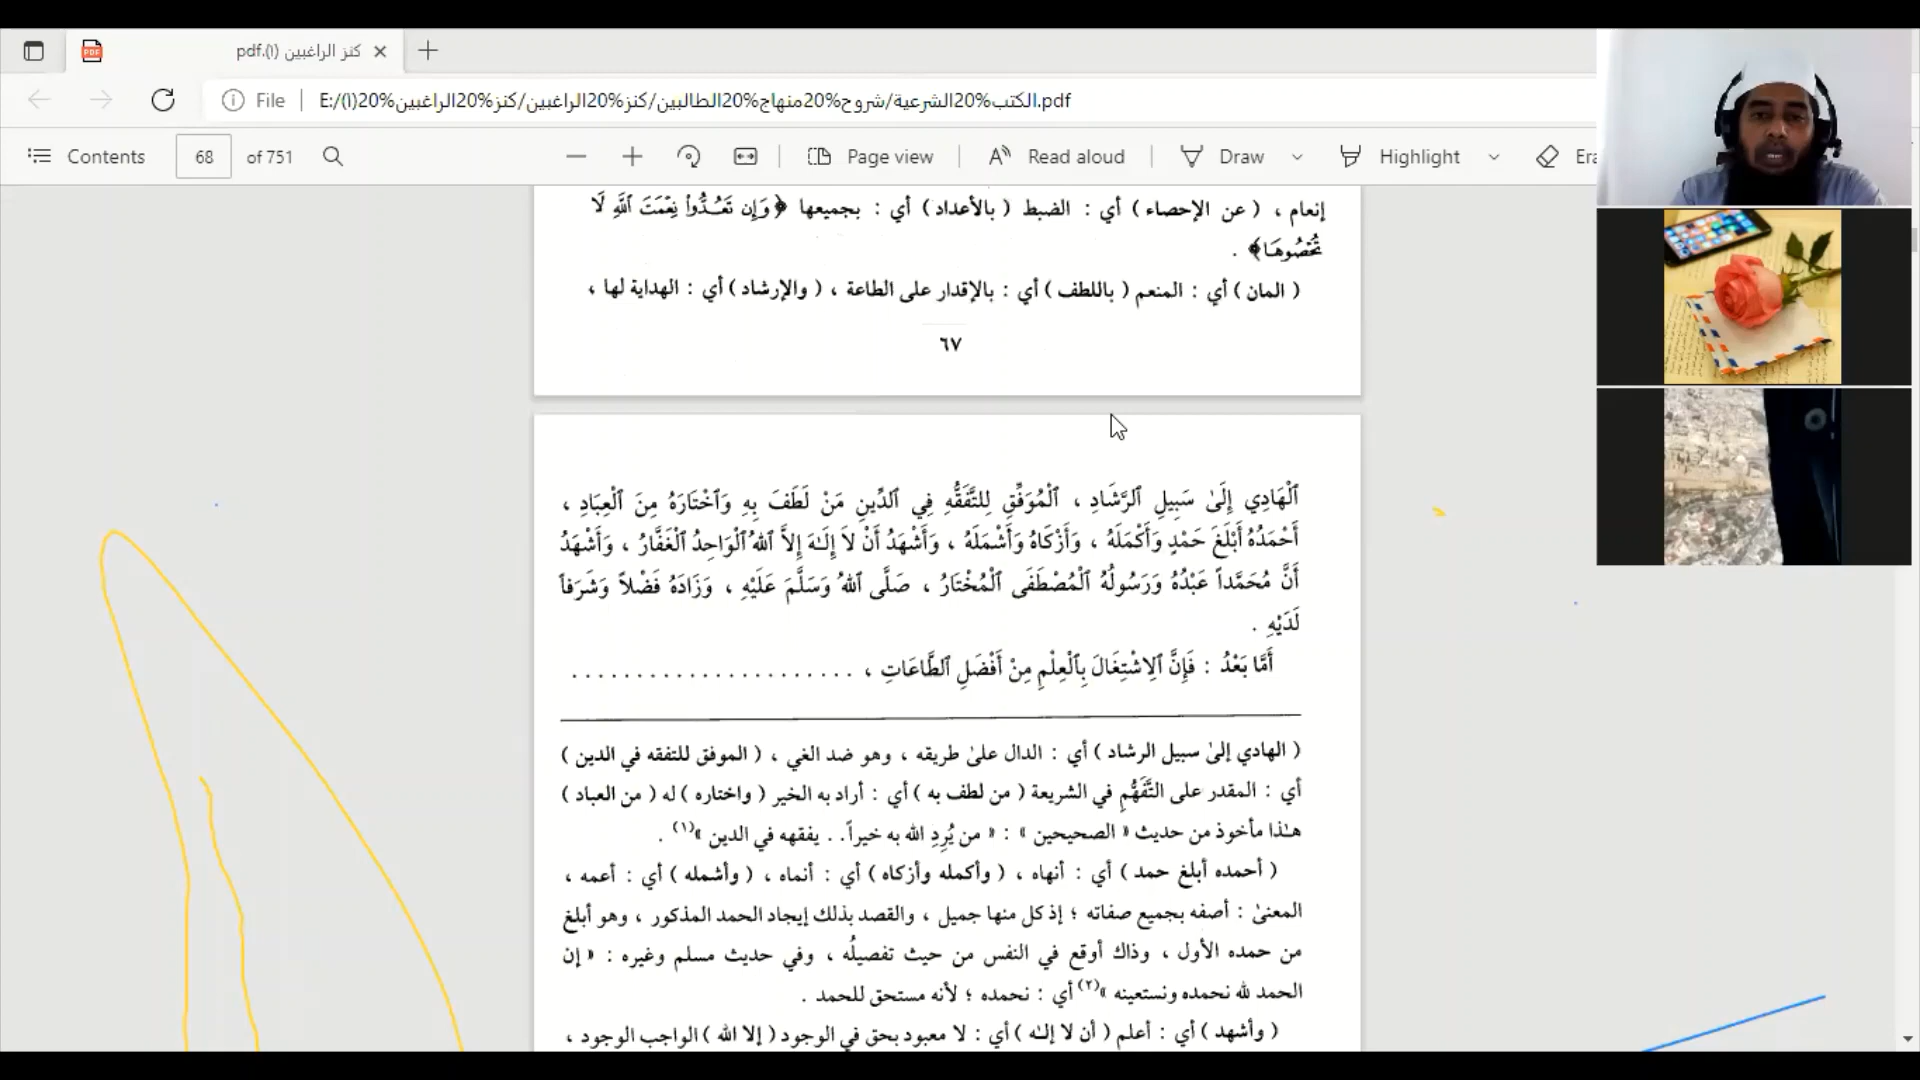 كنز الراغبين (١).pdf
File
E:/الكتب%20الشرعية/شروح%20منهاج%20الطالبين/كنز%20الراغبين/كنز%20الراغبين%20(١).pdf
Contents
68
of 751
Page view
Read aloud
Draw
Highlight
Era
إنعام ، ( عن الإحصاء ) أي : الضبط ( بالأعداد ) أي : بجميعها ﴿ وَإِن تَعُدُّوا۟ نِعْمَتَ ٱللَّهِ لَا
تُحْصُوهَا ﴾ .
( المان ) أي : المنعم ( باللطف ) أي : بالإقدار على الطاعة ، ( والإرشاد ) أي : الهداية لها ،
٦٧
ٱلْهَادِي إِلَىٰ سَبِيلِ ٱلرَّشَادِ ، ٱلْمُوَفِّقِ لِلتَّفَقُّهِ فِي ٱلدِّينِ مَنْ لَطَفَ بِهِ وَٱخْتَارَهُ مِنَ ٱلْعِبَادِ ،
أَحْمَدُهُ أَبْلَغَ حَمْدٍ وَأَكْمَلَهُ ، وَأَزْكَاهُ وَأَشْمَلَهُ ، وَأَشْهَدُ أَنْ لاَ إِلَـٰهَ إِلاَّ ٱللهُ ٱلْوَاحِدُ ٱلْغَفَّارُ ، وَأَشْهَدُ
أَنَّ مُحَمَّداً عَبْدُهُ وَرَسُولُهُ ٱلْمُصْطَفَى ٱلْمُخْتَارُ ، صَلَّى ٱللهُ وَسَلَّمَ عَلَيْهِ ، وَزَادَهُ فَضْلاً وَشَرَفاً
لَدَيْهِ .
أَمَّا بَعْدُ : فَإِنَّ ٱلِاشْتِغَالَ بِٱلْعِلْمِ مِنْ أَفْضَلِ ٱلطَّاعَاتِ ، . . . . . . . . . . . . . . . . . . . . . .
( الهادي إلىٰ سبيل الرشاد ) أي : الدال علىٰ طريقه ، وهو ضد الغي ، ( الموفق للتفقه في الدين )
أي : المقدر على التَّفَهُّمِ في الشريعة ( من لطف به ) أي : أراد به الخير ( واختاره ) له ( من العباد )
هـٰذا مأخوذ من حديث « الصحيحين » : « من يُرِدِ الله به خيراً . . يفقهه في الدين »(١) .
( أحمده أبلغ حمد ) أي : أنهاه ، ( وأكمله وأزكاه ) أي : أنماه ، ( وأشمله ) أي : أعمه ،
المعنىٰ : أصفه بجميع صفاته ؛ إذ كل منها جميل ، والقصد بذلك إيجاد الحمد المذكور ، وهو أبلغ
من حمده الأول ، وذاك أوقع في النفس من حيث تفصيلُه ، وفي حديث مسلم وغيره : « إن
الحمد لله نحمده ونستعينه »(٢) أي : نحمده ؛ لأنه مستحق للحمد .
( وأشهد ) أي : أعلم ( أن لا إلـٰه ) أي : لا معبود بحق في الوجود ( إلا الله ) الواجب الوجود ،